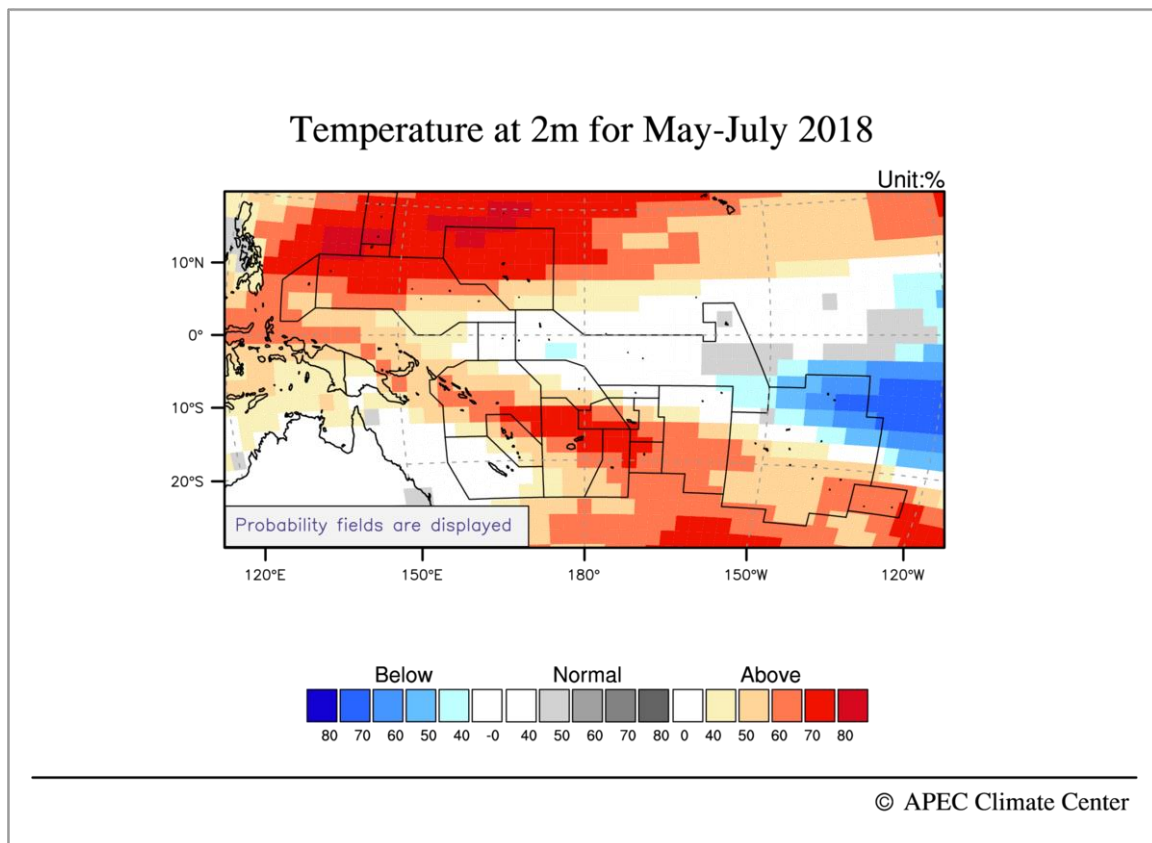 Temperature at 2m for May-July 2018
Unit:%
10°N
0°
10°S
20°S
Probability fields are displayed
120°E 150°E 180° 150°W 120°W
Below Normal Above
80 70 60 50 40 -0 40 50 60 70 80 0 40 50 60 70 80
© APEC Climate Center